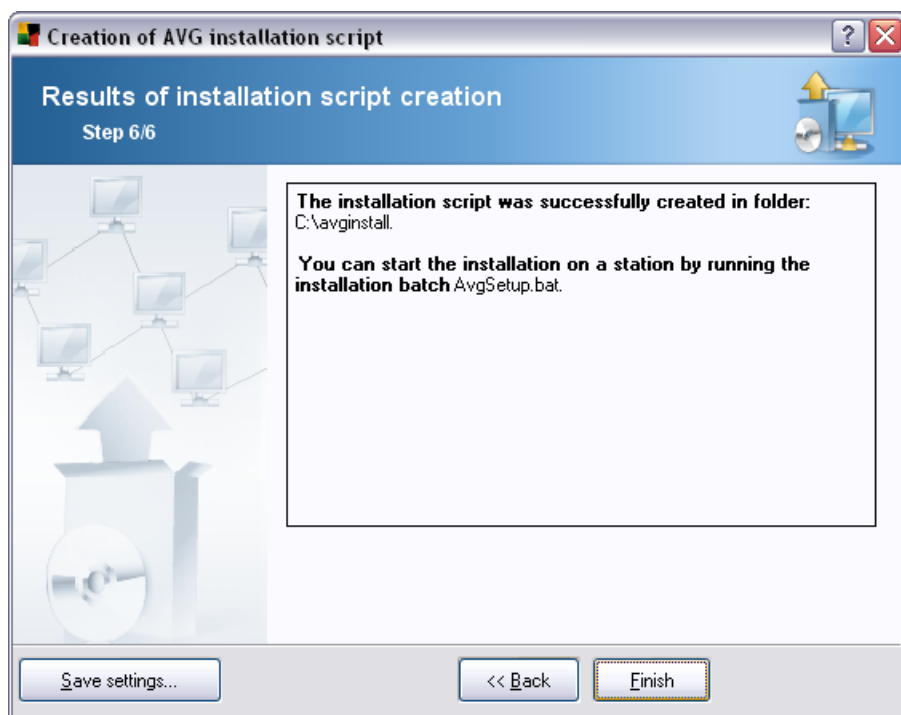 Creation of AVG installation script
Results of installation script creation
Step 6/6
The installation script was successfully created in folder:
C:\avginstall.
You can start the installation on a station by running the
installation batch AvgSetup.bat.
Save settings...
<< Back
Finish